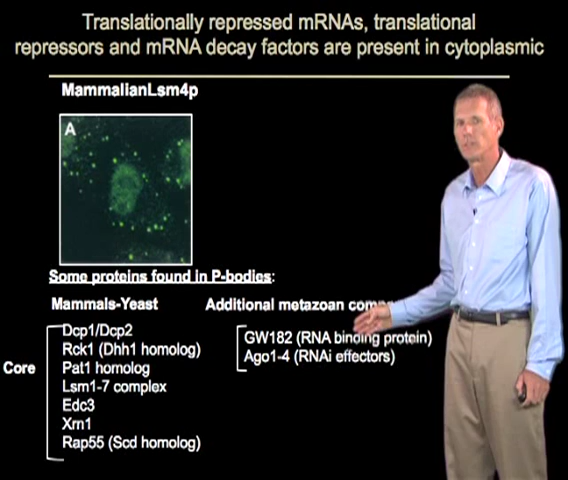 Translationally repressed mRNAs, translational
repressors and mRNA decay factors are present in cytoplasmic
MammalianLsm4p
A
Some proteins found in P-bodies:
Mammals-Yeast
Additional metazoan
Core
Dcp1/Dcp2
Rck1 (Dhh1 homolog)
Pat1 homolog
Lsm1-7 complex
Edc3
Xrn1
Rap55 (Scd homolog)
GW182 (RNA binding protein)
Ago1-4 (RNAi effectors)